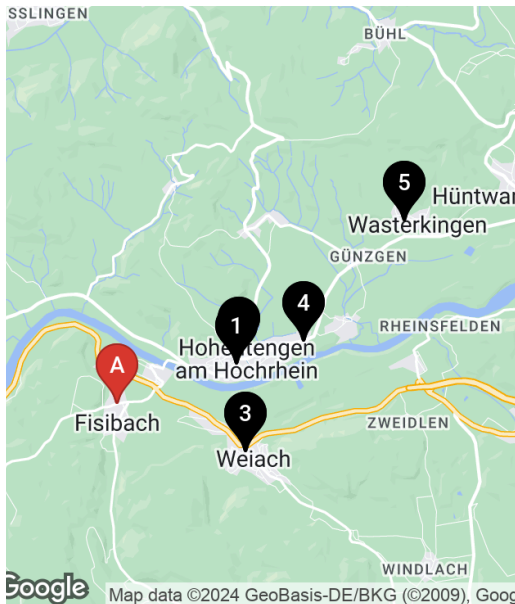 SSLINGEN
BÜHL
5
Hüntwar
Wasterkingen
GÜNZGEN
1
4
RHEINSFELDEN
Hohentengen
am Hochrhein
A
Fisibach
3
ZWEIDLEN
Weiach
WINDLACH
Google
Map data ©2024 GeoBasis-DE/BKG (©2009), Goog